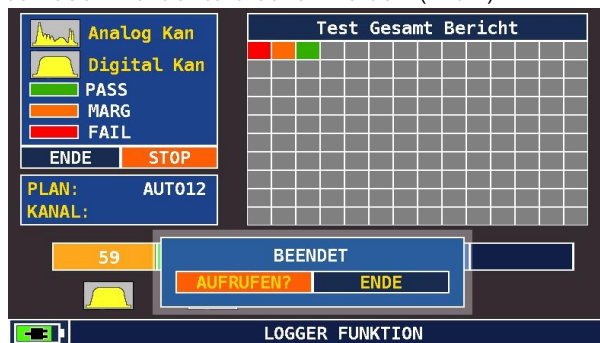 Analog Kan
Digital Kan
PASS
MARG
FAIL
ENDE STOP
PLAN: AUTO12
KANAL:
Test Gesamt Bericht
59
BEENDET
AUFRUFEN? ENDE
LOGGER FUNKTION